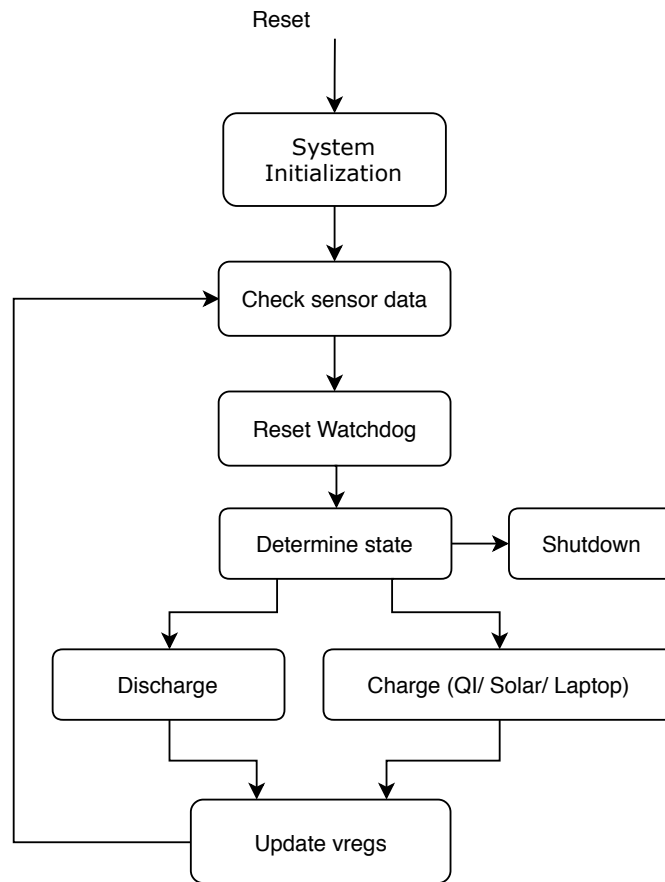 Reset
System
Initialization
Check sensor data
Reset Watchdog
Determine state
Shutdown
Discharge
Charge (QI/ Solar/ Laptop)
Update vregs